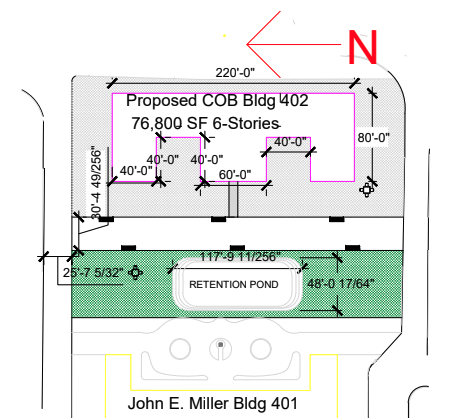 N
220'-0"
Proposed COB Bldg 402
76,800 SF 6-Stories
80'-0"
40'-0"
40'-0"
40'-0"
40'-0"
60'-0"
30'-4 49/256"
117'-9 11/256"
25'-7 5/32"
RETENTION POND
48'-0 17/64"
John E. Miller Bldg 401